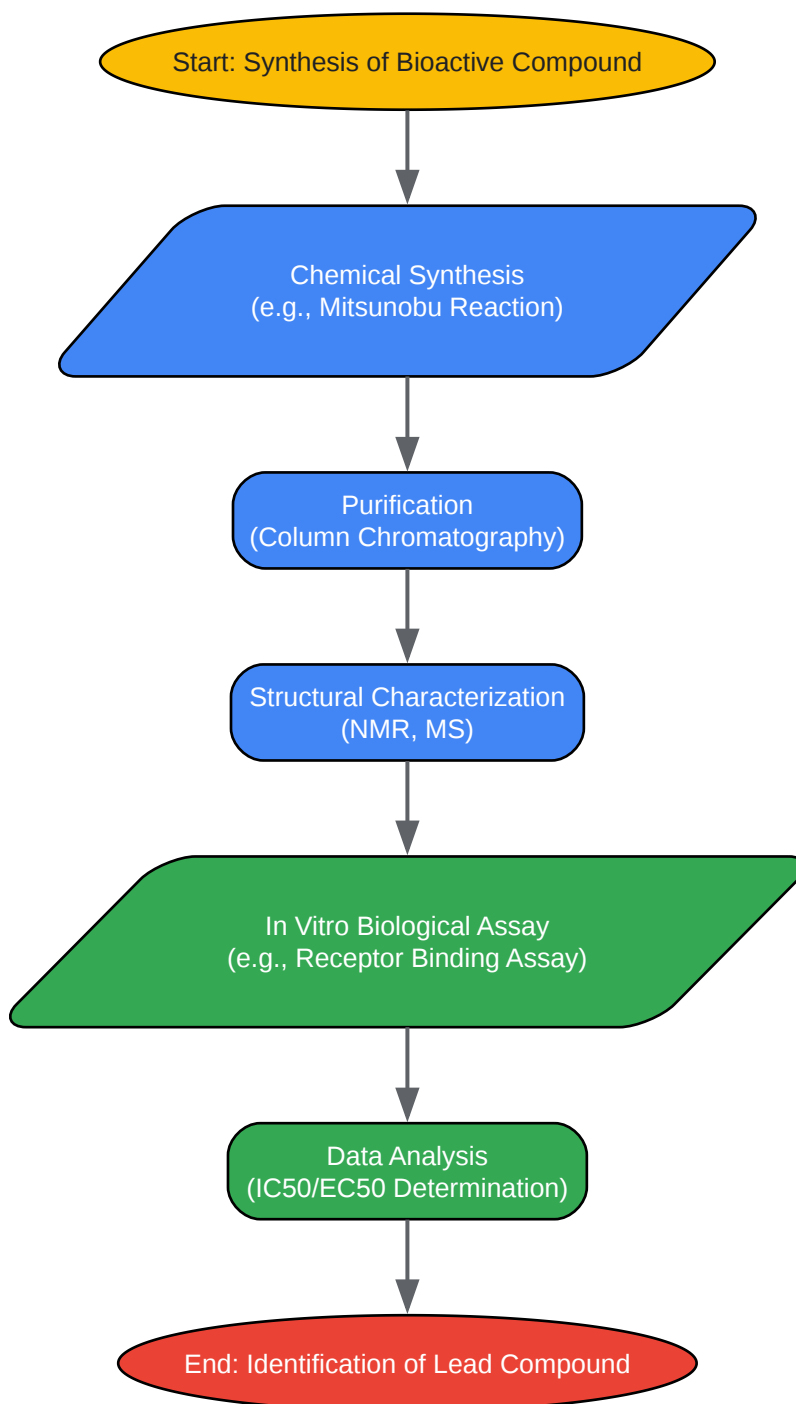 Start: Synthesis of Bioactive Compound
Chemical Synthesis
(e.g., Mitsunobu Reaction)
Purification
(Column Chromatography)
Structural Characterization
(NMR, MS)
In Vitro Biological Assay
(e.g., Receptor Binding Assay)
Data Analysis
(IC50/EC50 Determination)
End: Identification of Lead Compound